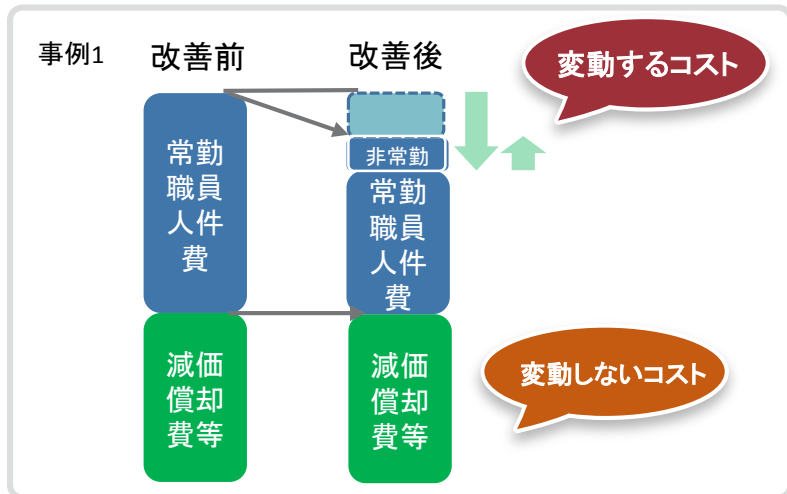 事例1
改善前
改善後
変動するコスト
常勤
職員
人件
費
非常勤
常勤
職員
人件
費
減価
償却
費等
減価
償却
費等
変動しないコスト